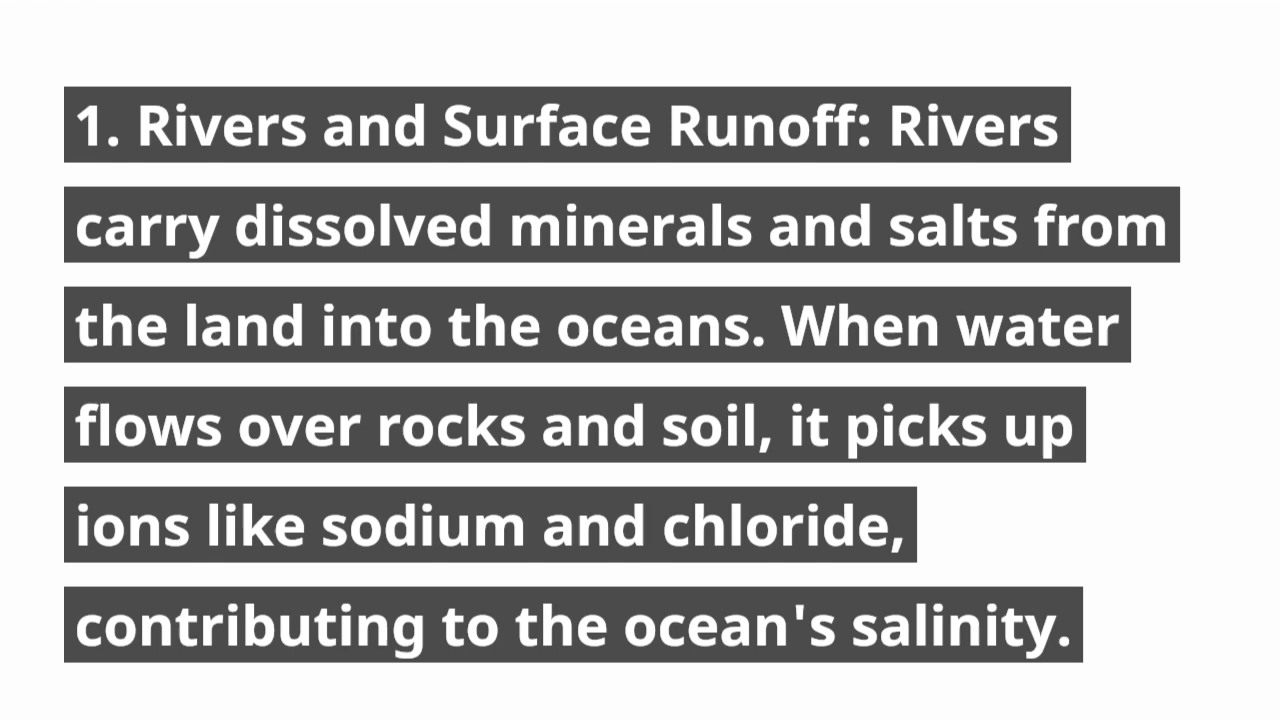 1. Rivers and Surface Runoff: Rivers
carry dissolved minerals and salts from
the land into the oceans. When water
flows over rocks and soil, it picks up
ions like sodium and chloride,
contributing to the ocean's salinity.